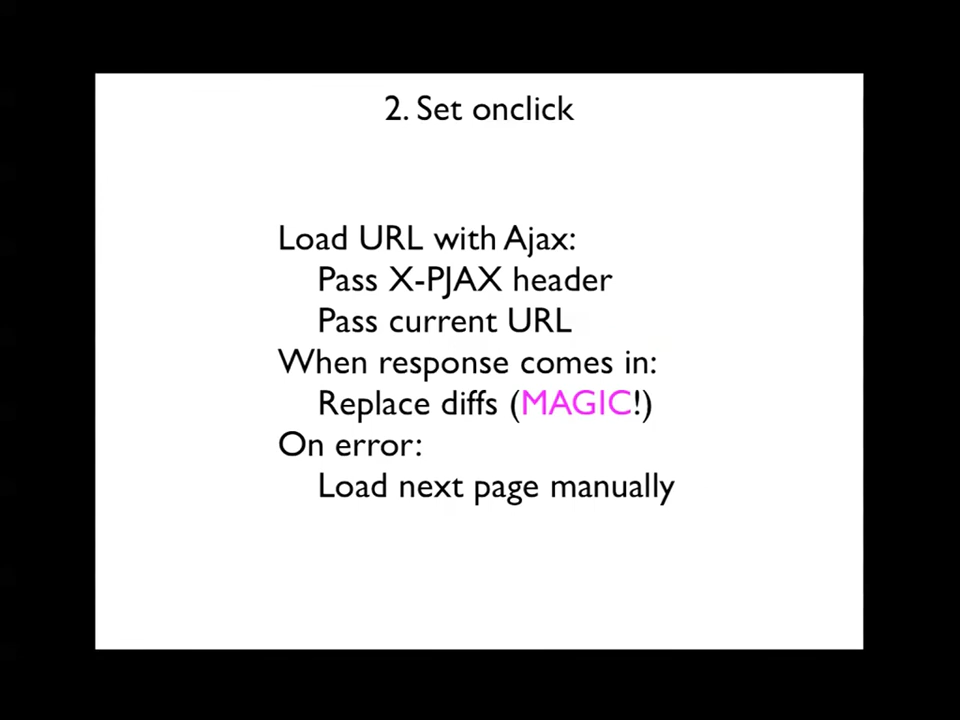 2. Set onclick
Load URL with Ajax:
Pass X-PJAX header
Pass current URL
When response comes in:
Replace diffs (MAGIC!)
On error:
Load next page manually